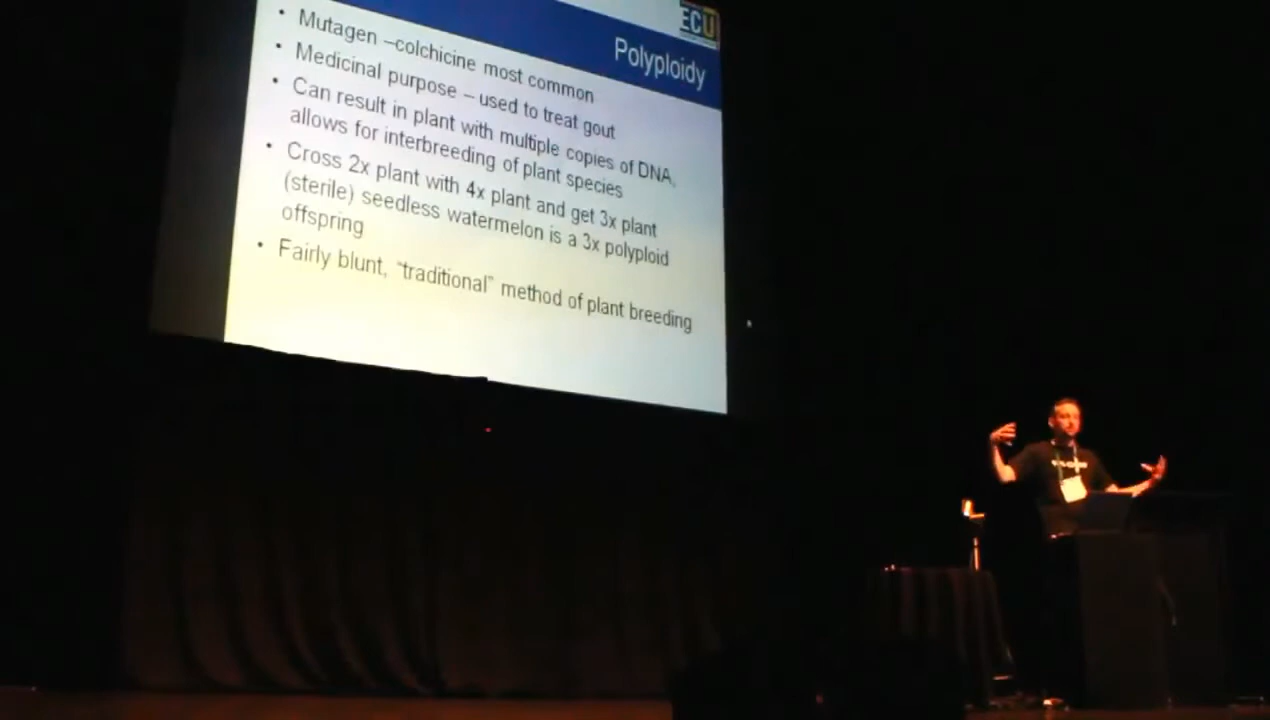 ECU
Polyploidy
• Mutagen –colchicine most common
• Medicinal purpose – used to treat gout
• Can result in plant with multiple copies of DNA,
allows for interbreeding of plant species
• Cross 2x plant with 4x plant and get 3x plant
(sterile) seedless watermelon is a 3x polyploid
offspring
• Fairly blunt, “traditional” method of plant breeding